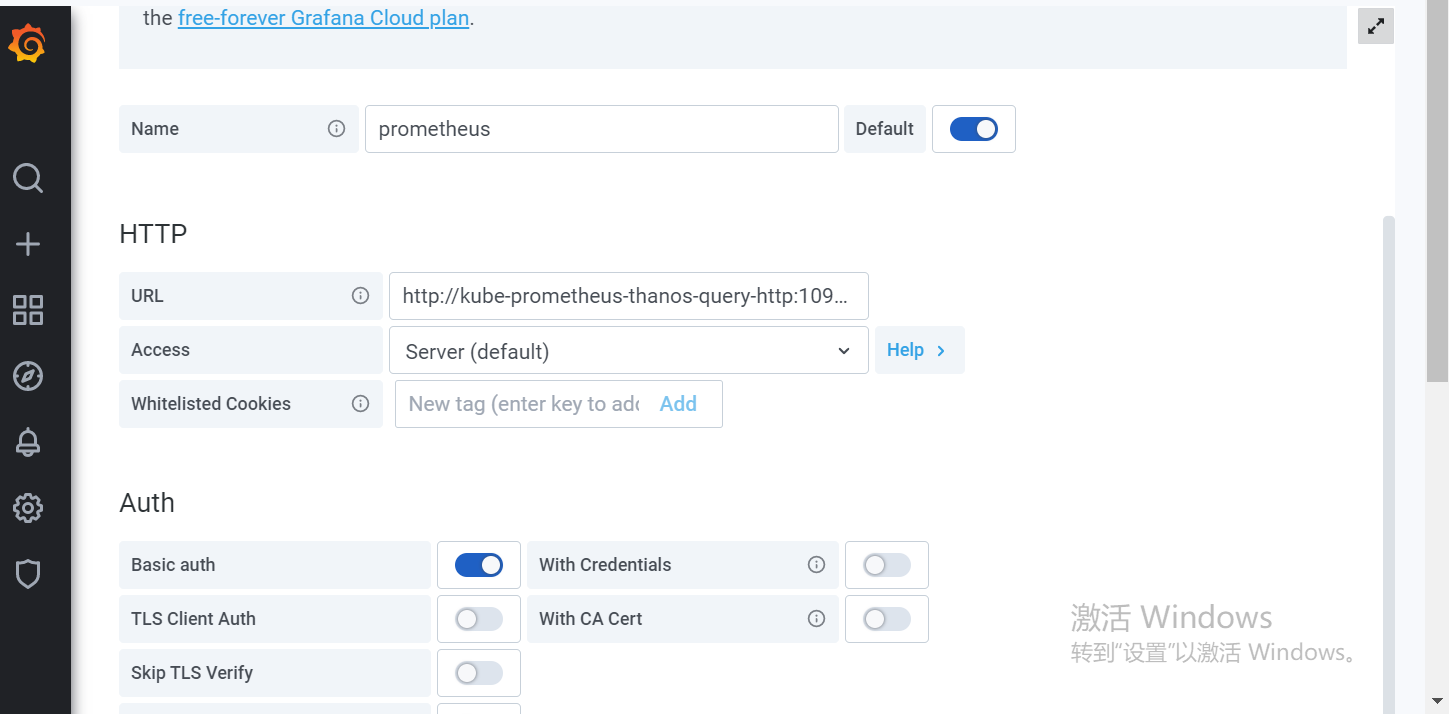 the free-forever Grafana Cloud plan.
Name prometheus Default
HTTP
URL http://kube-prometheus-thanos-query-http:109...
Access Server (default) Help
Whitelisted Cookies New tag (enter key to add Add
Auth
Basic auth With Credentials
TLS Client Auth With CA Cert
激活 Windows
转到“设置”以激活 Windows。
Skip TLS Verify